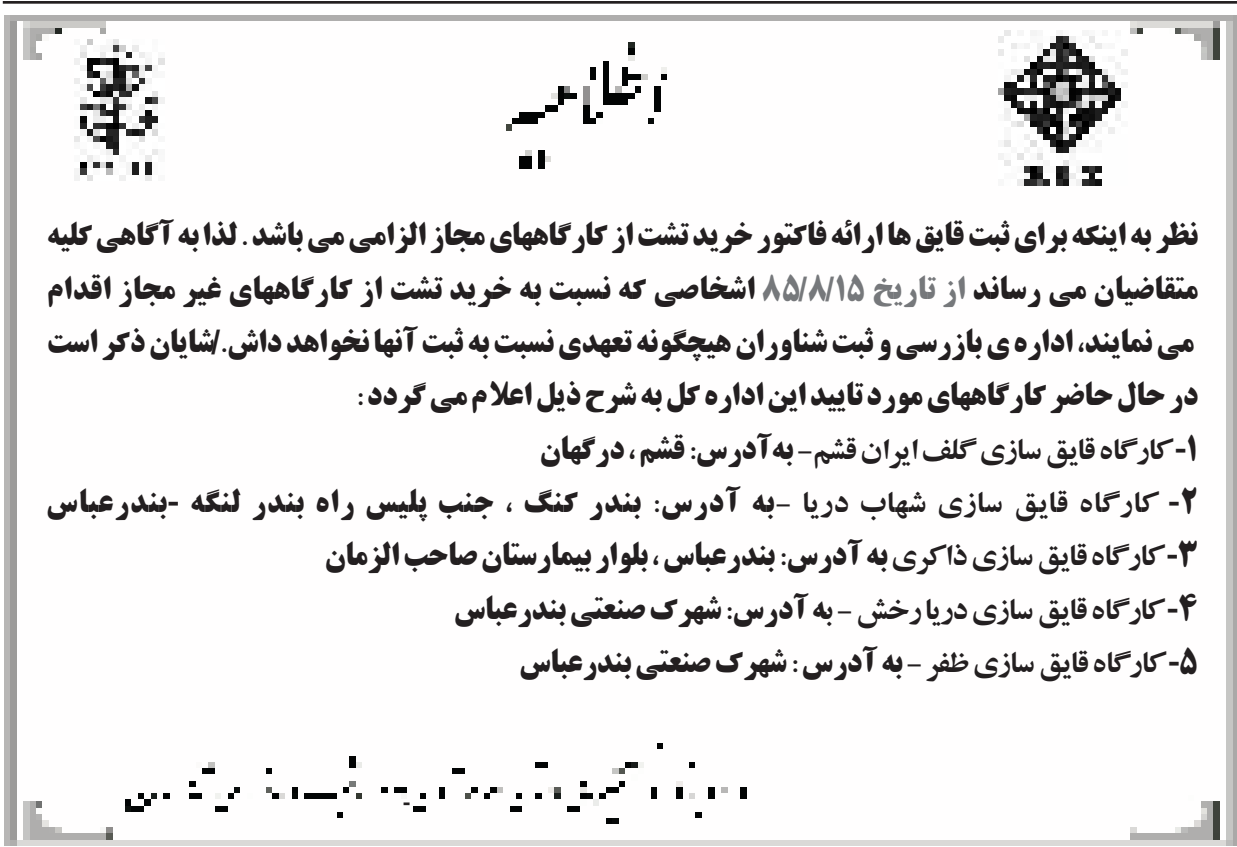 نظر به اینکه برای ثبت قایق ها ارائه فاکتور خرید تشت از کارگاههای مجاز الزامی می باشد . لذا به آگاهی کلیه
متقاضیان می رساند از تاریخ ۸۵/۸/۱۵ اشخاصی که نسبت به خرید تشت از کارگاههای غیر مجاز اقدام
می نمایند، اداره ی بازرسی و ثبت شناوران هیچگونه تعهدی نسبت به ثبت آنها نخواهد داش./شایان ذکر است
در حال حاضر کارگاههای مورد تایید این اداره کل به شرح ذیل اعلام می گردد :
۱- کارگاه قایق سازی گلف ایران قشم – به آدرس: قشم ، درگهان
۲- کارگاه قایق سازی شهاب دریا –به آدرس: بندر کنگ ، جنب پلیس راه بندر لنگه -بندرعباس
۳- کارگاه قایق سازی ذاکری به آدرس: بندرعباس ، بلوار بیمارستان صاحب الزمان
۴- کارگاه قایق سازی دریا رخش – به آدرس: شهرک صنعتی بندرعباس
۵- کارگاه قایق سازی ظفر – به آدرس : شهرک صنعتی بندرعباس